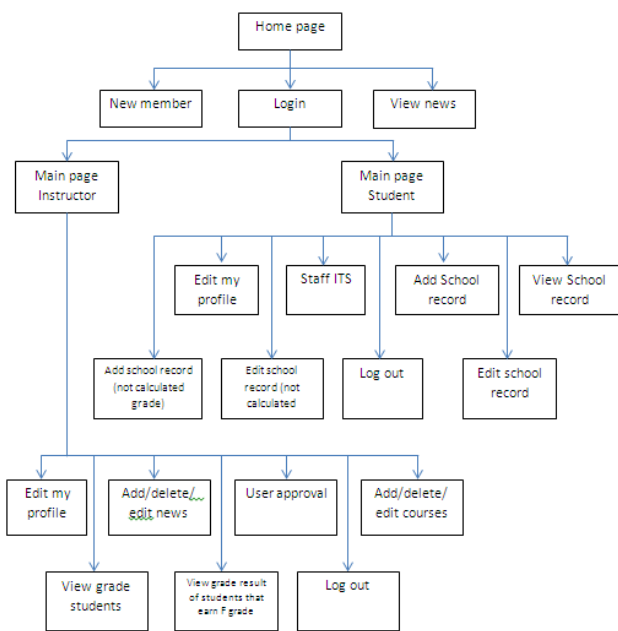 Home page
New member
Login
View news
Main page
Instructor
Main page
Student
Edit my
profile
Staff ITS
Add School
record
View School
record
Add school record
(not calculated
grade)
Edit school
record (not
calculated
Log out
Edit school
record
Edit my
profile
Add/delete/
edit news
User approval
Add/delete/
edit courses
View grade
students
View grade result
of students that
earn F grade
Log out